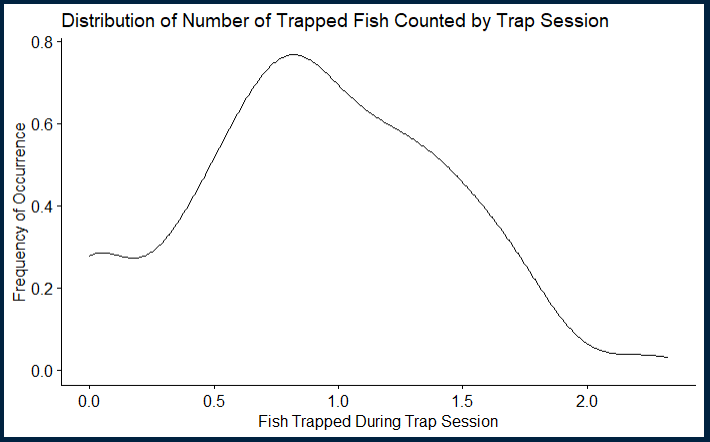 Distribution of Number of Trapped Fish Counted by Trap Session
0.8
0.6
0.4
0.2
0.0
Frequency of Occurrence
0.0 0.5 1.0 1.5 2.0
Fish Trapped During Trap Session